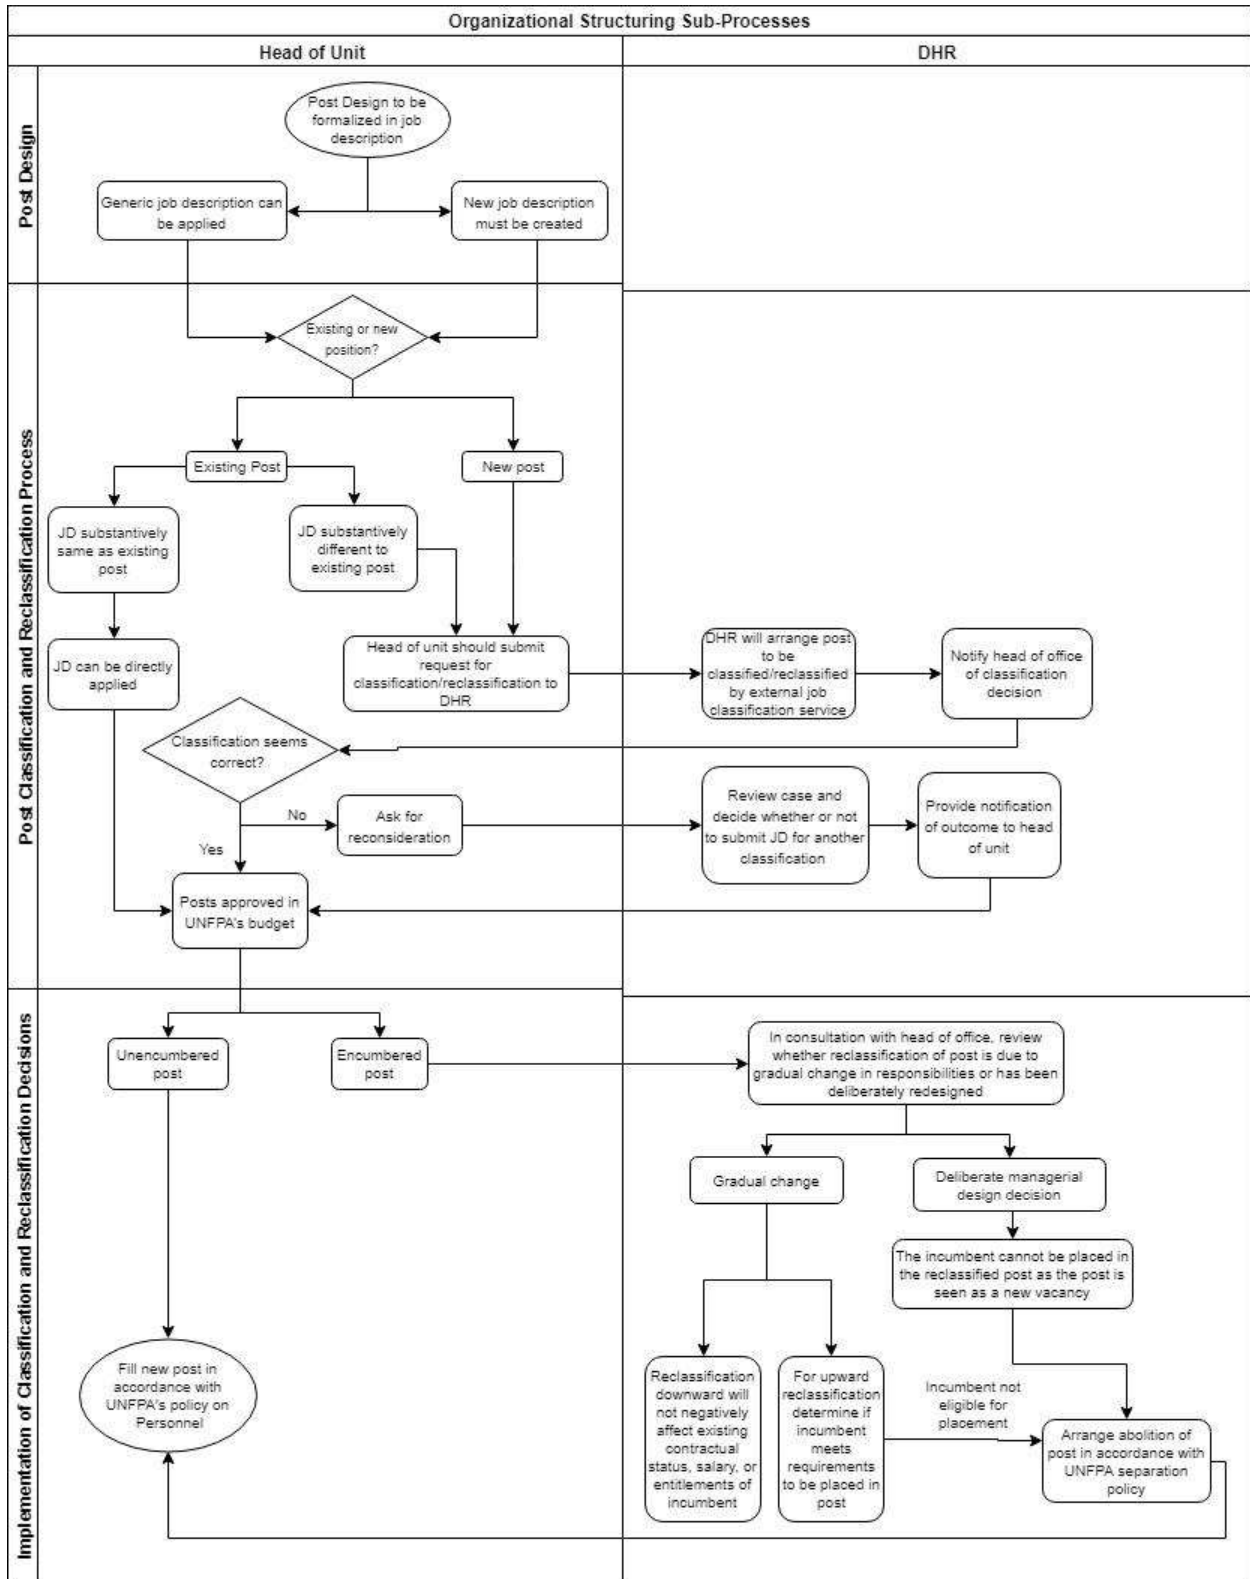 Organizational Structuring Sub-Processes
Head of Unit
DHR
Post Design
Post Design to be
formalized in job
description
Generic job description can
be applied
New job description
must be created
Post Classification and Reclassification Process
Existing or new
position?
Existing Post
New post
JD substantively
same as existing
post
JD substantively
different to
existing post
JD can be directly
applied
Head of unit should submit
request for
classification/reclassification to
DHR
DHR will arrange post
to be
classified/reclassified
by external job
classification service
Notify head of office
of classification
decision
Classification seems
correct?
No
Yes
Ask for
reconsideration
Review case and
decide whether or not
to submit JD for another
classification
Provide notification
of outcome to head
of unit
Posts approved in
UNFPA's budget
Implementation of Classification and Reclassification Decisions
Unencumbered
post
Encumbered
post
In consultation with head of office, review
whether reclassification of post is due to
gradual change in responsibilities or has been
deliberately redesigned
Gradual change
Deliberate managerial
design decision
The incumbent cannot be placed in
the reclassified post as the post is
seen as a new vacancy
Fill new post in
accordance with
UNFPA's policy on
Personnel
Reclassification
downward will
not negatively
affect existing
contractual
status, salary, or
entitlements of
incumbent
For upward
reclassification
determine if
incumbent
meets
requirements
to be placed in
post
Incumbent not
eligible for
placement
Arrange abolition of
post in accordance with
UNFPA separation
policy